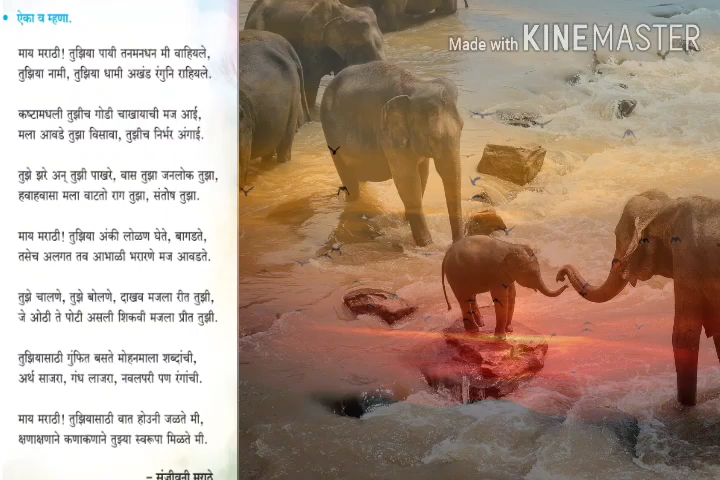 • ऐका व म्हणा.
माय मराठी! तुझिया पायी तनमनधन मी वाहियले,
तुझिया नामी, तुझिया धामी अखंड रंगुनि राहियले.
कष्टामधली तुझीच गोडी चाखायाची मज आई,
मला आवडे तुझा विसावा, तुझीच निर्भर अंगाई.
तुझे झरे अन् तुझी पाखरे, वास तुझा जनलोक तुझा,
हवाहवासा मला वाटतो राग तुझा, संतोष तुझा.
माय मराठी! तुझिया अंकी लोळण घेते, बागडते,
तसेच अलगत तव आभाळी भरारणे मज आवडते.
तुझे चालणे, तुझे बोलणे, दाखव मजला रीत तुझी,
जे ओठी ते पोटी असली शिकवी मजला प्रीत तुझी.
तुझियासाठी गुंफित बसते मोहनमाला शब्दांची,
अर्थ साजरा, गंध लाजरा, नवलपरी पण रंगांची.
माय मराठी! तुझियासाठी वात होउनी जळते मी,
क्षणाक्षणाने कणाकणाने तुझ्या स्वरूपा मिळते मी.
– संजीवनी मराठे
Made with KINEMASTER